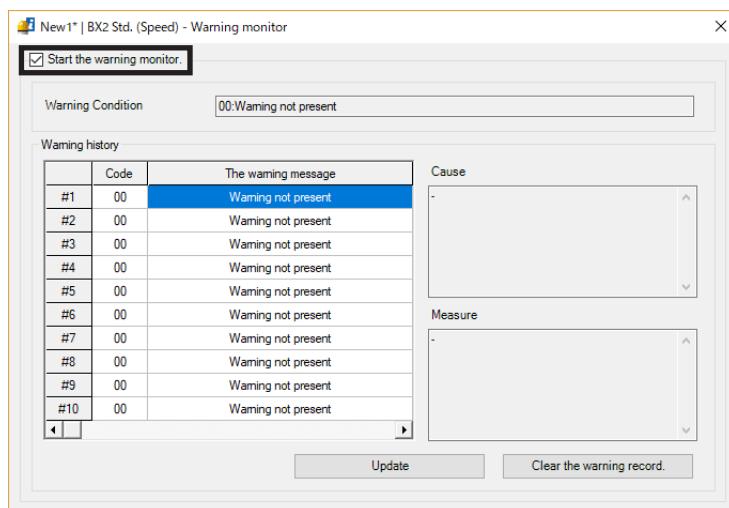 New1* | BX2 Std. (Speed) - Warning monitor
Start the warning monitor.
Warning Condition
00:Warning not present
Warning history
Code The warning message
#1 00 Warning not present
#2 00 Warning not present
#3 00 Warning not present
#4 00 Warning not present
#5 00 Warning not present
#6 00 Warning not present
#7 00 Warning not present
#8 00 Warning not present
#9 00 Warning not present
#10 00 Warning not present
Cause
-
Measure
-
Update
Clear the warning record.